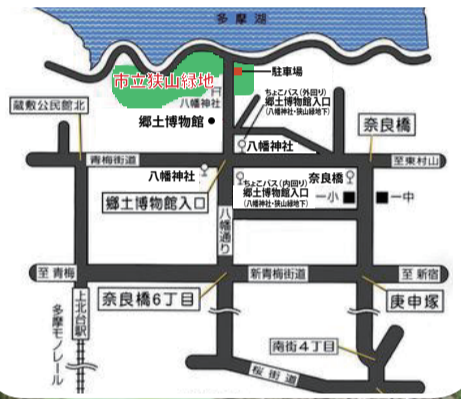 多摩湖
市立狭山緑地
駐車場
八幡神社
蔵敷公民館北
郷土博物館
ちょこバス(外回り)
郷土博物館入口
(八幡神社・狭山緑地下)
奈良橋
八幡神社
青梅街道
至東村山
八幡神社
ちょこバス(内回り)
郷土博物館入口
(八幡神社・狭山緑地下)
奈良橋
郷土博物館入口
一小
一中
八幡通り
至青梅
新青梅街道
至新宿
上北台駅
多摩モノレール
奈良橋6丁目
庚申塚
南街4丁目
桜街道